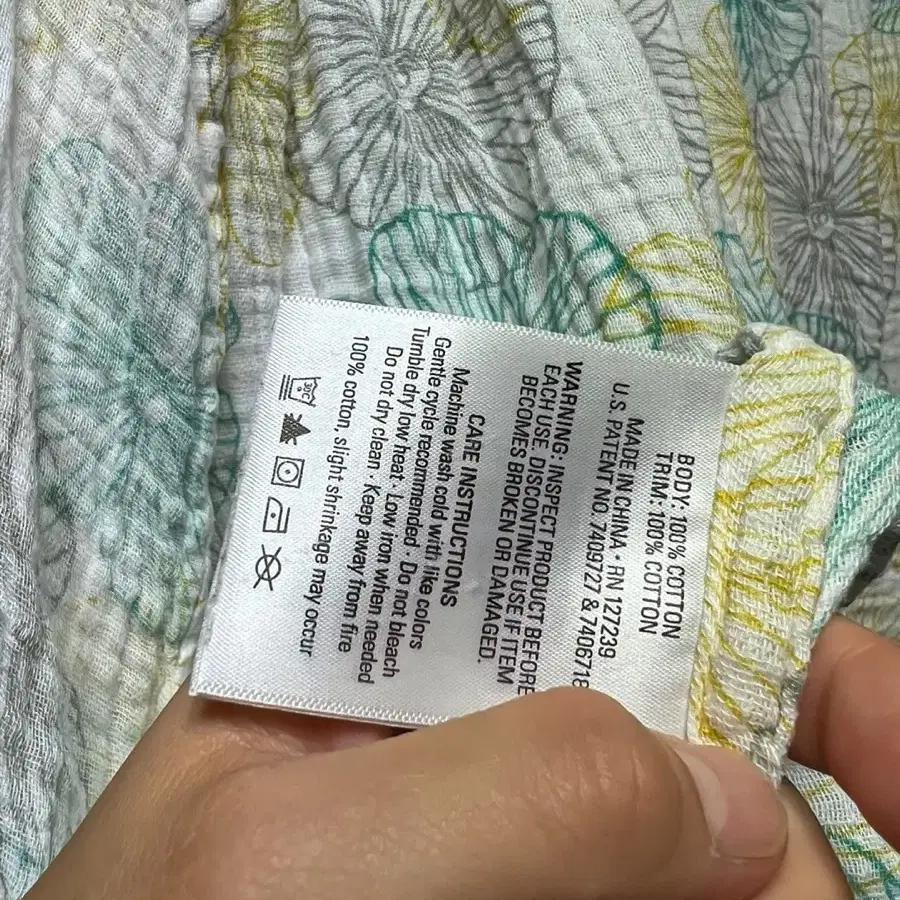 BODY: 100% COTTON
TRIM: 100% COTTON
MADE IN CHINA • RN 127239
U.S. PATENT NO. 7409727 & 7406718
WARNING: INSPECT PRODUCT BEFORE
EACH USE. DISCONTINUE USE IF ITEM
BECOMES BROKEN OR DAMAGED.
CARE INSTRUCTIONS
Machine wash cold with like colors
Gentle cycle recommended . Do not bleach
Tumble dry low heat · Low iron when needed
Do not dry clean · Keep away from fire
100% cotton, slight shrinkage may occur
30C